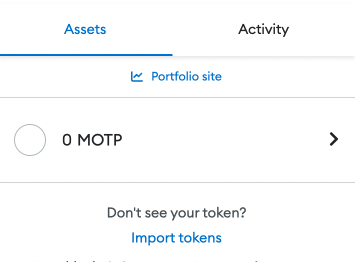 Assets
Activity
Portfolio site
0 MOTP
Don't see your token?
Import tokens